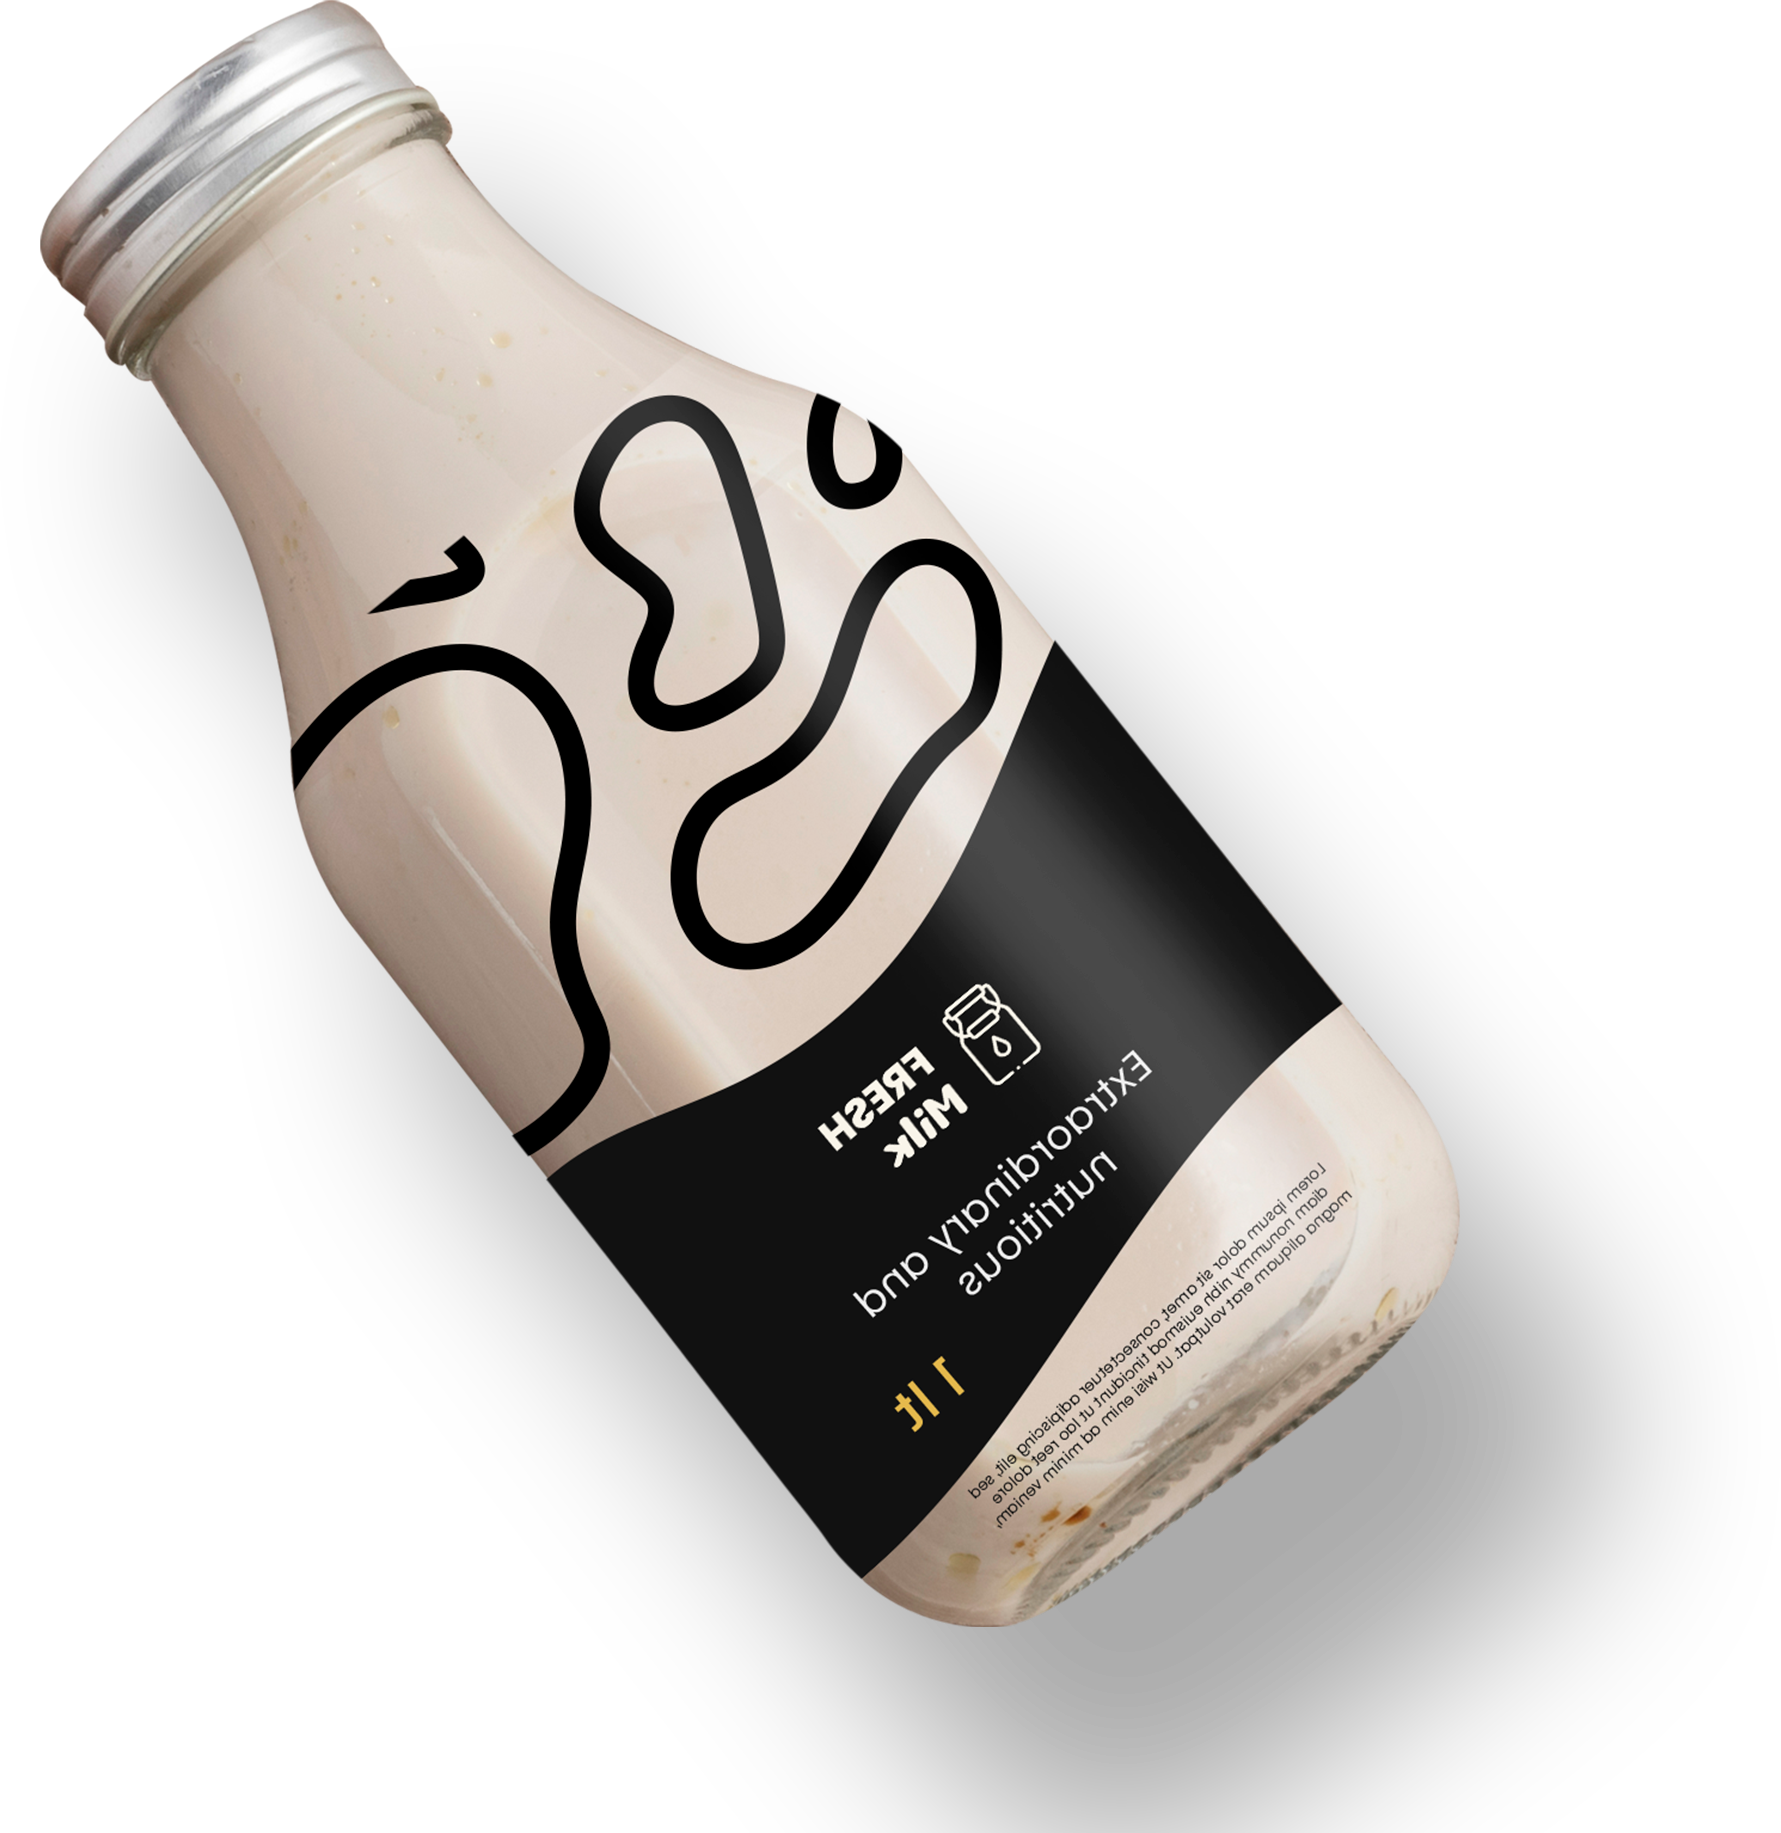 FRESH
Milk
Extraordinary and
nutritious
1 lt
Lorem ipsum dolor sit amet, consectetuer adipiscing elit, sed
diam nonummy nibh euismod tincidunt ut lao reet dolore
magna aliquam erat volutpat. Ut wisi enim ad minim veniam,